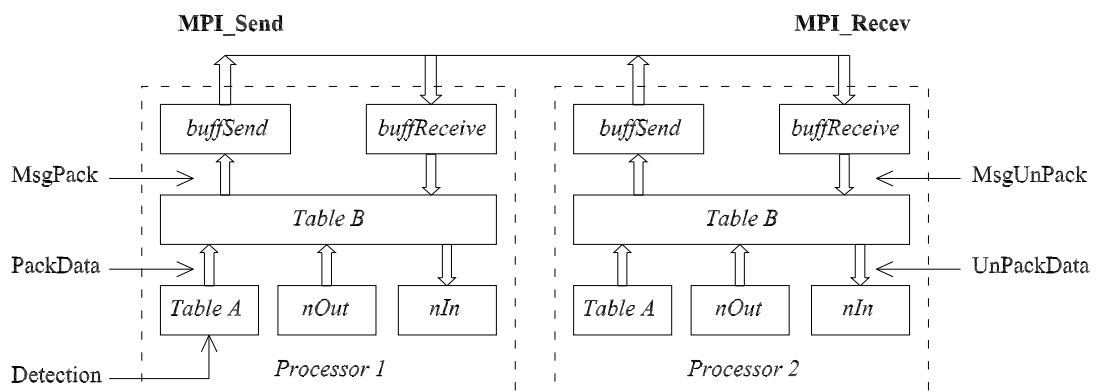 MPI_Send MPI_Recev
buffSend buffReceive buffSend buffReceive
MsgPack MsgUnPack
Table B Table B
PackData UnPackData
Table A nOut nIn Table A nOut nIn
Detection Processor 1 Processor 2